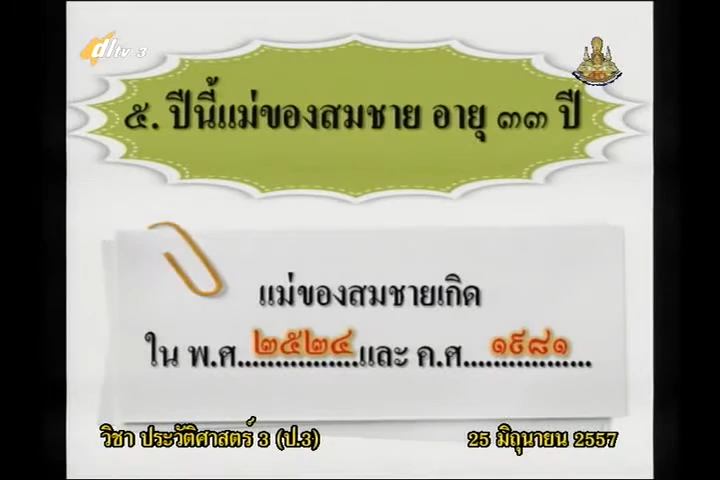 dltv 3
๕. ปีนี้แม่ของสมชาย อายุ ๓๓ ปี
แม่ของสมชายเกิด
ใน พ.ศ.................และ ค.ศ.................
๒๕๒๔ ๑๙๘๑
วิชา ประวัติศาสตร์ 3 (ป.3) 25 มิถุนายน 2557